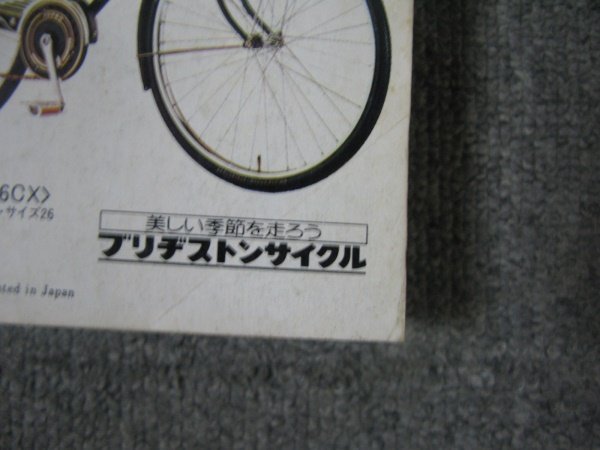 6CX〉
サイズ26
美しい季節を走ろう
ブリヂストンサイクル
ted in Japan